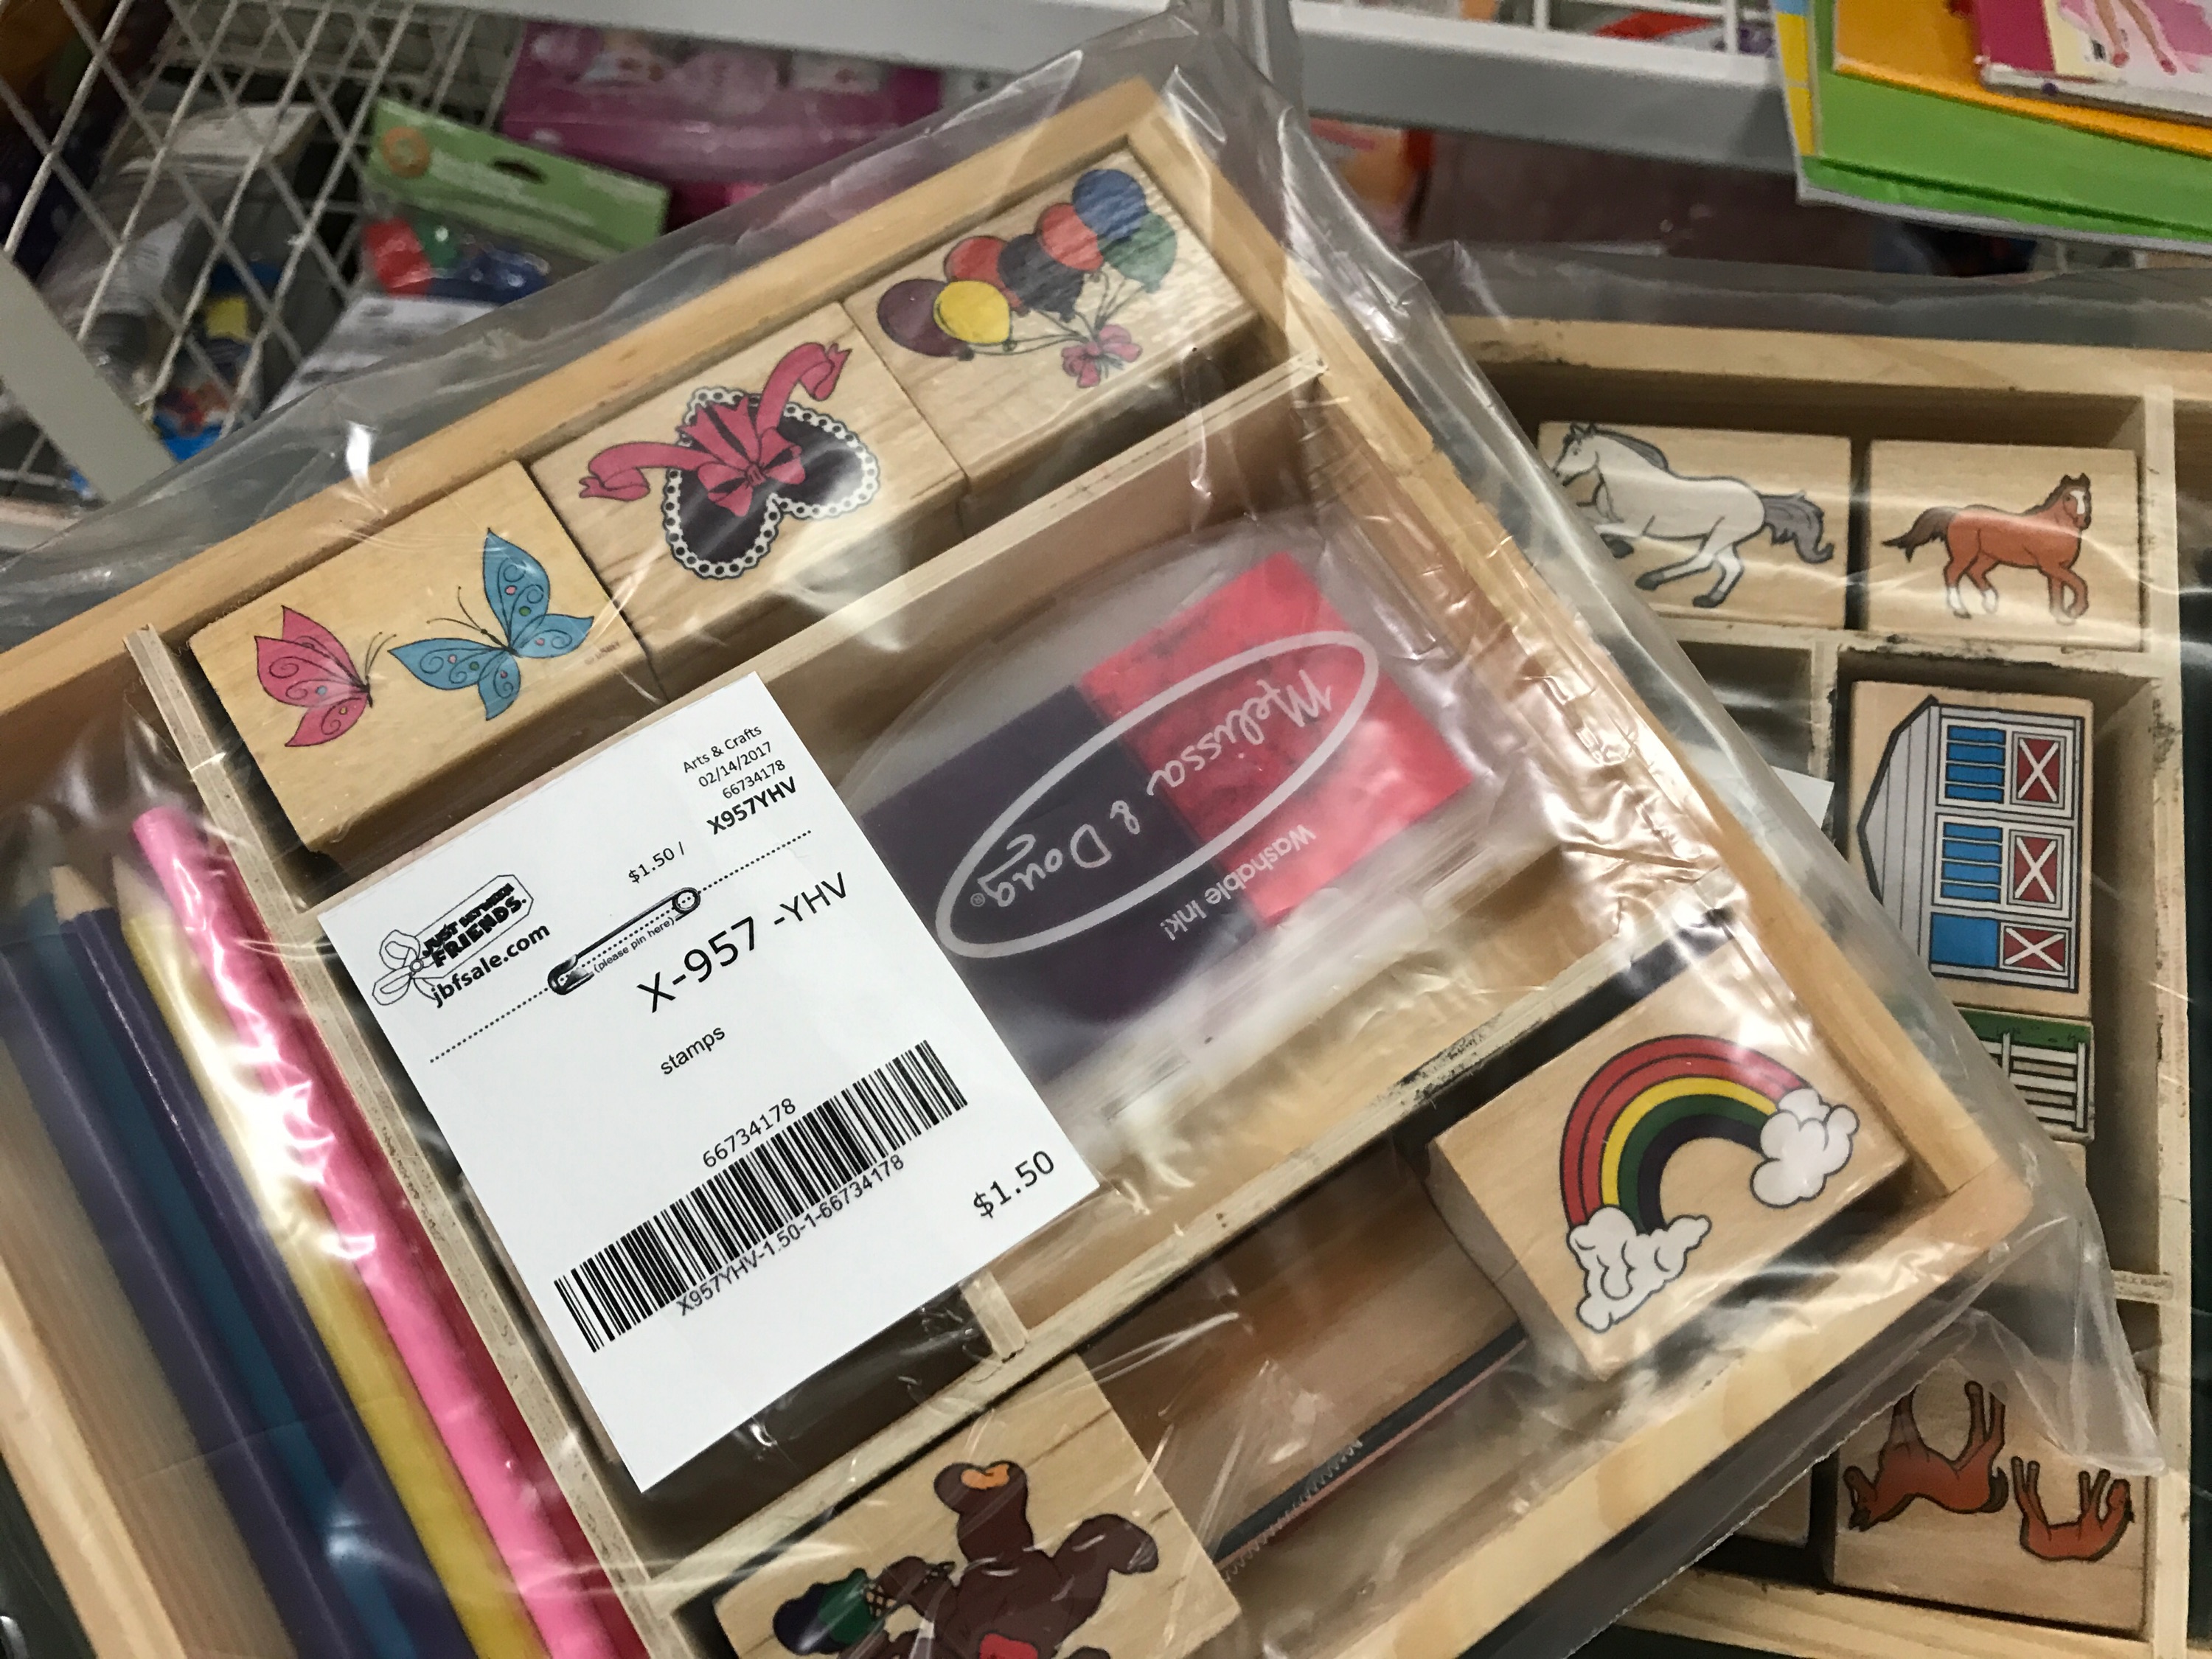 Arts & Crafts
02/14/2017
66734178
X957YHV
$1.50 /
JUST BETWEEN
FRIENDS.
jbfsale.com
(please pin here)
X-957 -YHV
stamps
66734178
X957YHV-1.50-1-66734178
$1.50
Melissa & Doug®
Washable Ink!